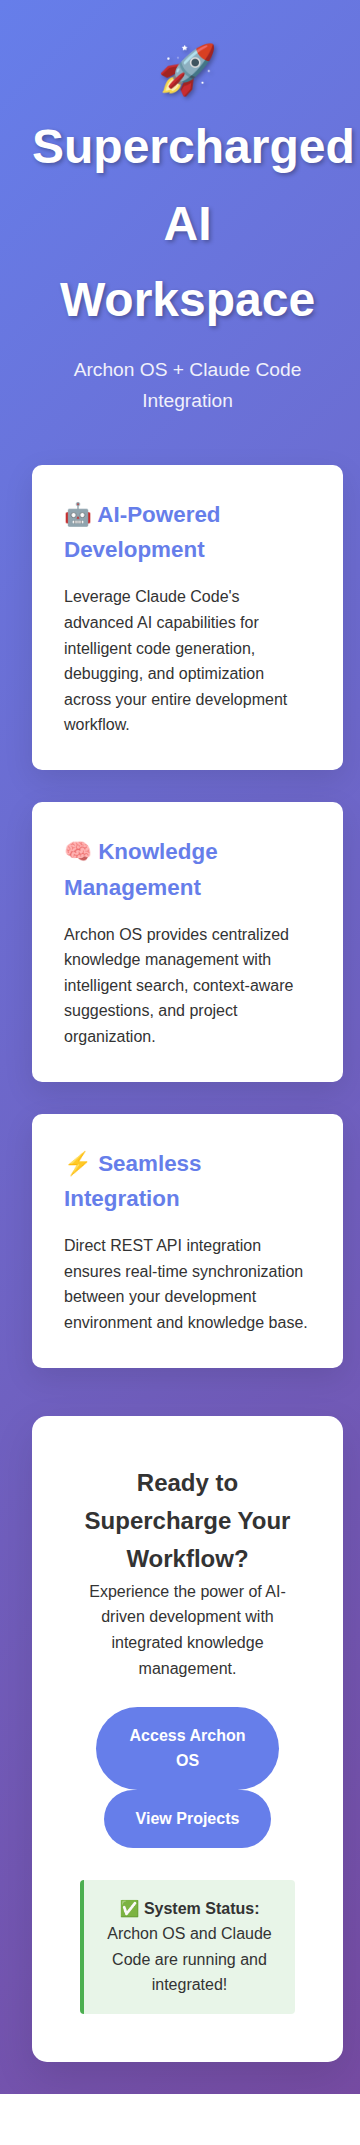 🚀
Supercharged
AI
Workspace
Archon OS + Claude Code
Integration
🤖 AI-Powered
Development
Leverage Claude Code's
advanced AI capabilities for
intelligent code generation,
debugging, and optimization
across your entire development
workflow.
🧠 Knowledge
Management
Archon OS provides centralized
knowledge management with
intelligent search, context-aware
suggestions, and project
organization.
⚡ Seamless
Integration
Direct REST API integration
ensures real-time synchronization
between your development
environment and knowledge base.
Ready to
Supercharge Your
Workflow?
Experience the power of AI-
driven development with
integrated knowledge
management.
Access Archon
OS
View Projects
✅ System Status:
Archon OS and Claude
Code are running and
integrated!